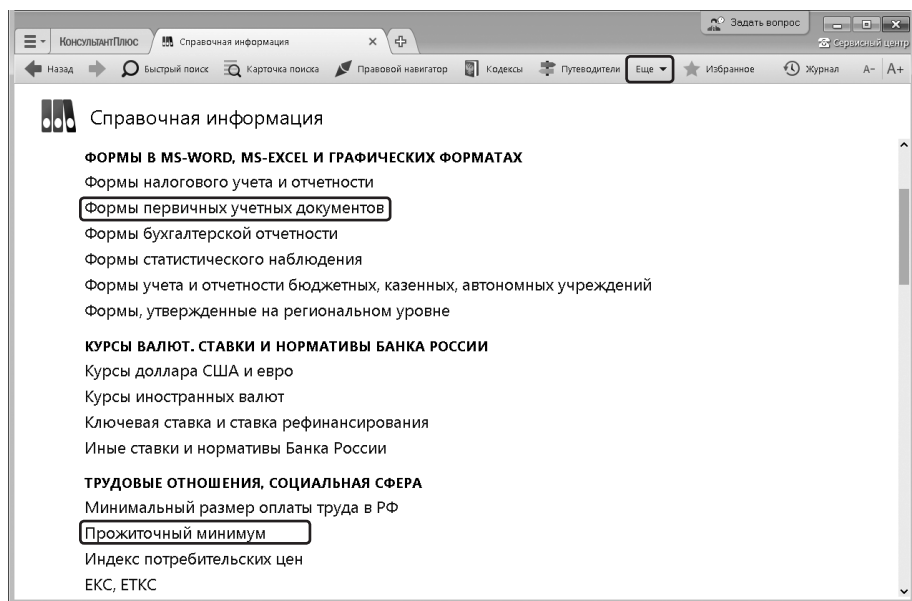 Задать вопрос
КонсультантПлюс Справочная информация
Сервисный центр
Назад Быстрый поиск Карточка поиска Правовой навигатор Кодексы Путеводители Еще Избранное Журнал A- A+
Справочная информация
ФОРМЫ В MS-WORD, MS-EXCEL И ГРАФИЧЕСКИХ ФОРМАТАХ
Формы налогового учета и отчетности
Формы первичных учетных документов
Формы бухгалтерской отчетности
Формы статистического наблюдения
Формы учета и отчетности бюджетных, казенных, автономных учреждений
Формы, утвержденные на региональном уровне
КУРСЫ ВАЛЮТ. СТАВКИ И НОРМАТИВЫ БАНКА РОССИИ
Курсы доллара США и евро
Курсы иностранных валют
Ключевая ставка и ставка рефинансирования
Иные ставки и нормативы Банка России
ТРУДОВЫЕ ОТНОШЕНИЯ, СОЦИАЛЬНАЯ СФЕРА
Минимальный размер оплаты труда в РФ
Прожиточный минимум
Индекс потребительских цен
ЕКС, ЕТКС